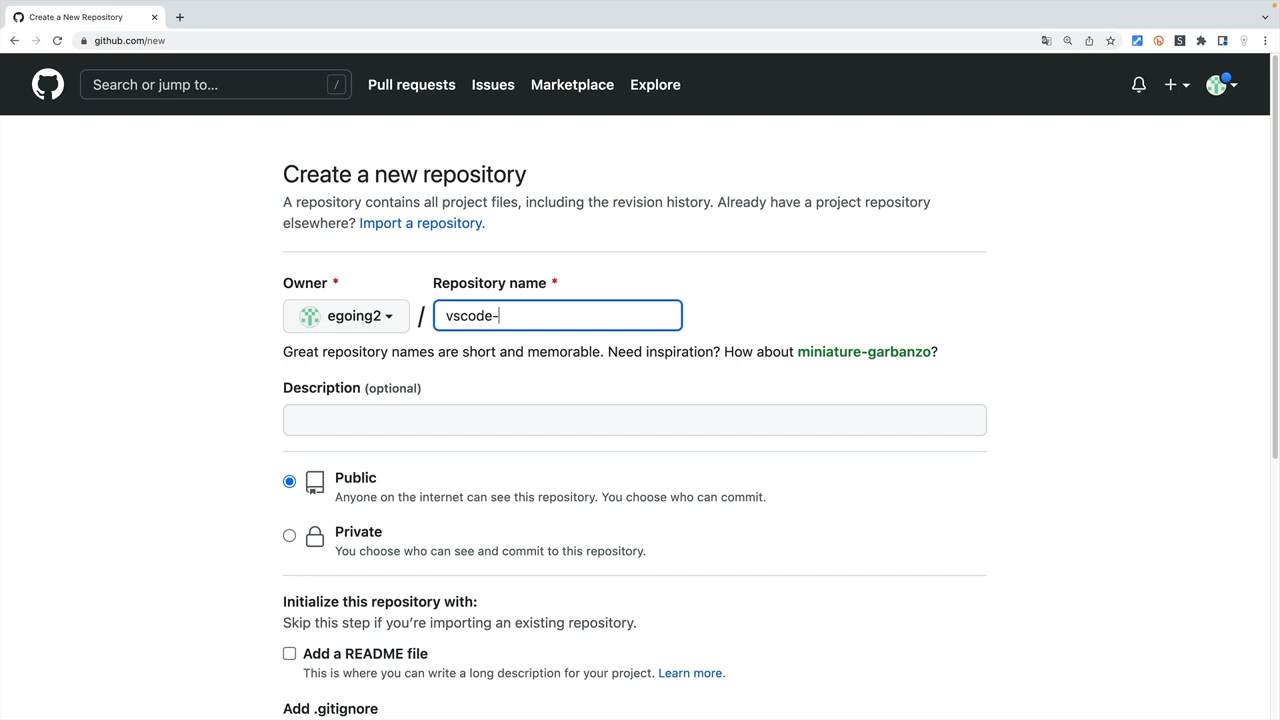 Create a New Repository
github.com/new
Search or jump to... /
Pull requests
Issues
Marketplace
Explore
Create a new repository
A repository contains all project files, including the revision history. Already have a project repository
elsewhere? Import a repository.
Owner * Repository name *
egoing2 / vscode-
Great repository names are short and memorable. Need inspiration? How about miniature-garbanzo?
Description (optional)
Public
Anyone on the internet can see this repository. You choose who can commit.
Private
You choose who can see and commit to this repository.
Initialize this repository with:
Skip this step if you’re importing an existing repository.
Add a README file
This is where you can write a long description for your project. Learn more.
Add .gitignore